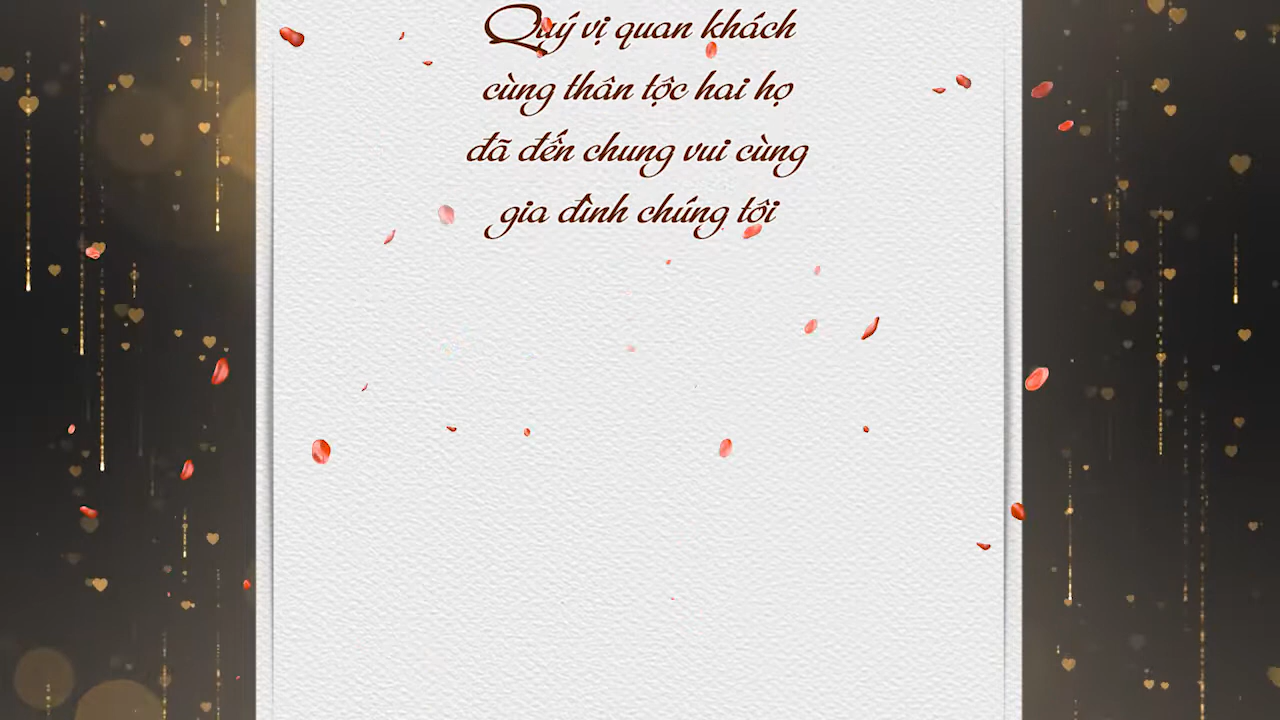 Quý vị quan khách
cùng thân tộc hai họ
đã đến chung vui cùng
gia đình chúng tôi